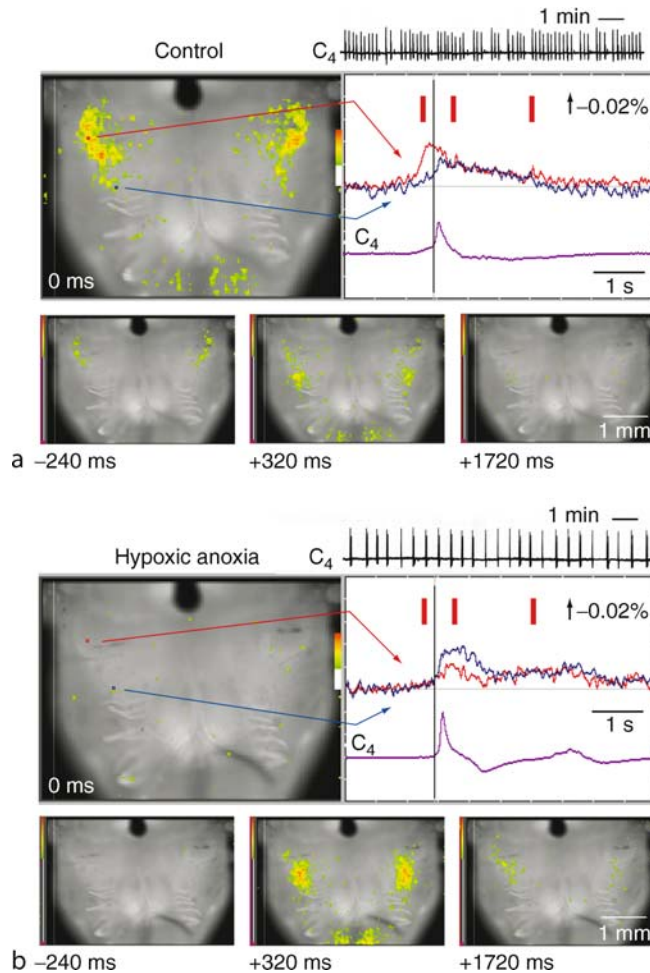 1 min
Control
C4
−0.02%
C4
0 ms
1 s
1 mm
a
−240 ms
+320 ms
+1720 ms
1 min
Hypoxic anoxia
C4
−0.02%
C4
0 ms
1 s
1 mm
b
−240 ms
+320 ms
+1720 ms